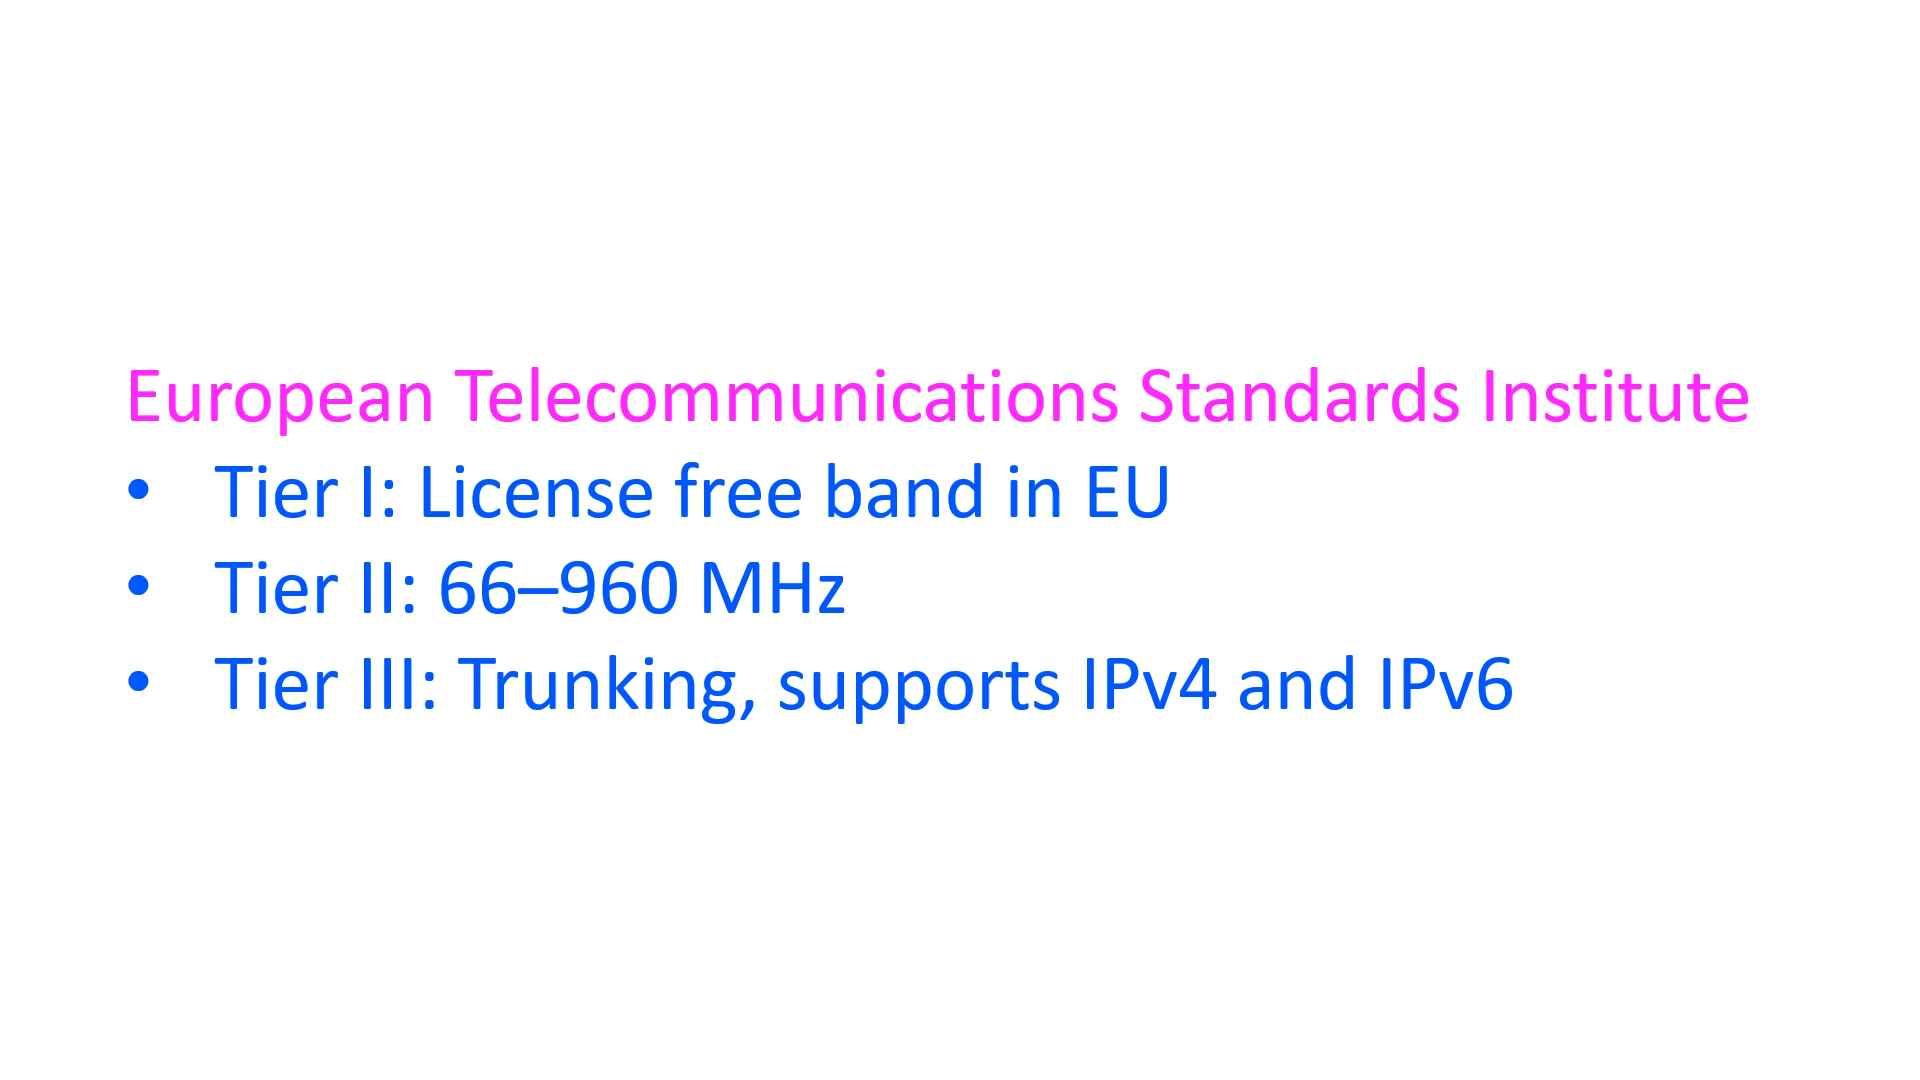 European Telecommunications Standards Institute
• Tier I: License free band in EU
• Tier II: 66–960 MHz
• Tier III: Trunking, supports IPv4 and IPv6